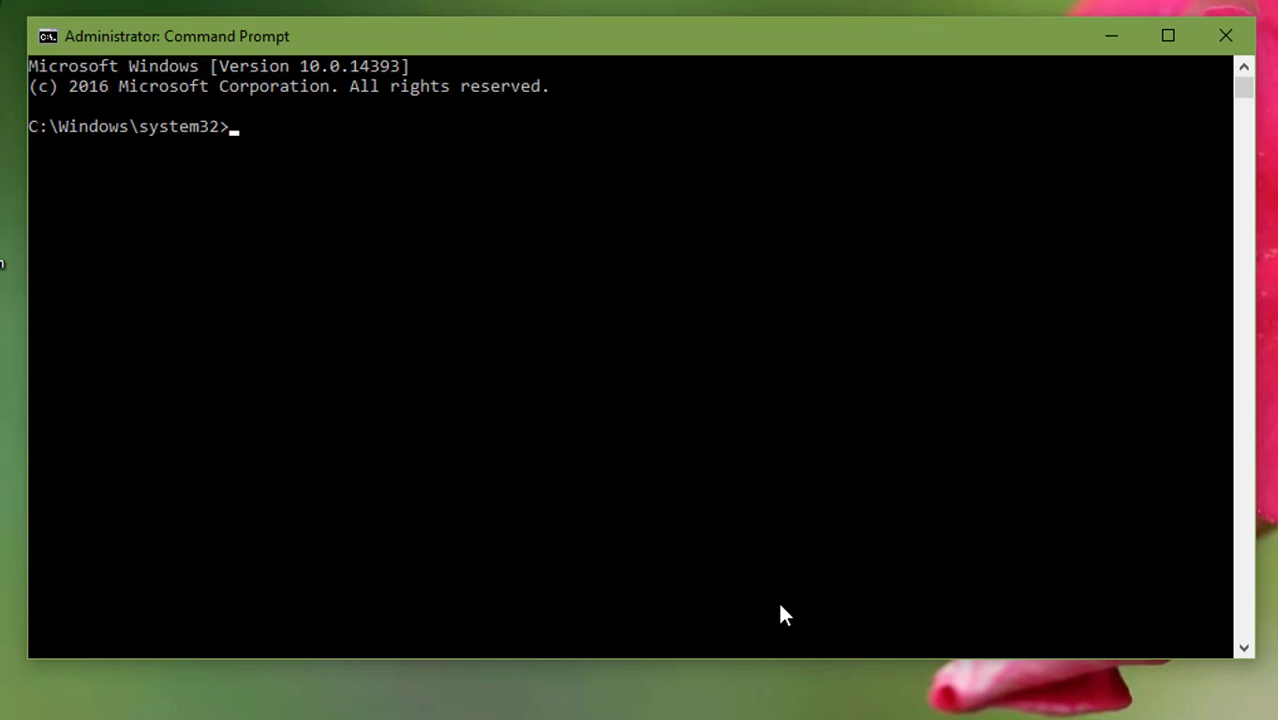 Administrator: Command Prompt
Microsoft Windows [Version 10.0.14393]
(c) 2016 Microsoft Corporation. All rights reserved.
C:\Windows\system32>